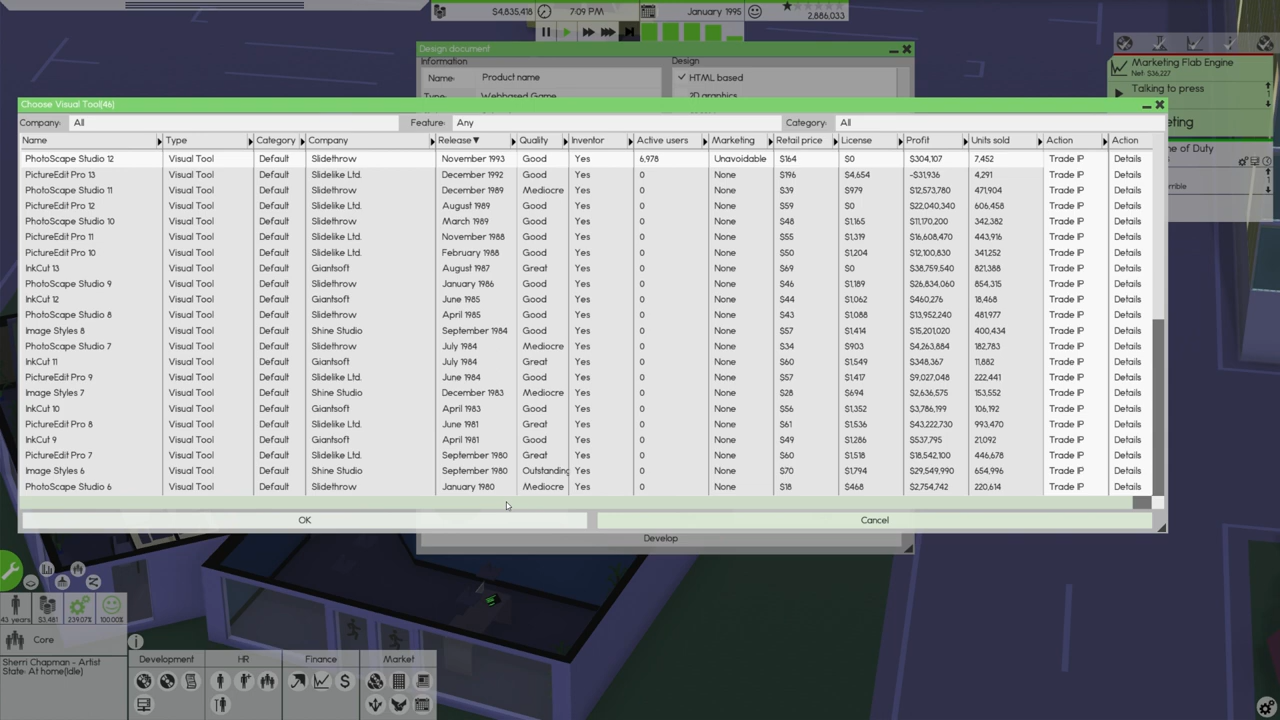 $4,835,418 7:09 PM January 1995 2,886,033
Design document
Information Design
Name: Product name ✓ HTML based
Type: Webbased Game 2D graphics
Marketing Flab Engine
Net: $36,227
Talking to press
1
1
eting
me of Duty
1
rrible
1
Choose Visual Tool(46)
Company: All Feature: Any Category: All
Name Type Category Company Release▼ Quality Inventor Active users Marketing Retail price License Profit Units sold Action Action
PhotoScape Studio 12 Visual Tool Default Slidethrow November 1993 Good Yes 6,978 Unavoidable $164 $0 $304,107 7,452 Trade IP Details
PictureEdit Pro 13 Visual Tool Default Slidelike Ltd. December 1992 Good Yes 0 None $196 $4,654 -$31,936 4,291 Trade IP Details
PhotoScape Studio 11 Visual Tool Default Slidethrow December 1989 Mediocre Yes 0 None $39 $979 $12,573,780 471,904 Trade IP Details
PictureEdit Pro 12 Visual Tool Default Slidelike Ltd. August 1989 Good Yes 0 None $59 $0 $22,040,340 606,458 Trade IP Details
PhotoScape Studio 10 Visual Tool Default Slidethrow March 1989 Good Yes 0 None $48 $1,165 $11,170,200 342,382 Trade IP Details
PictureEdit Pro 11 Visual Tool Default Slidelike Ltd. November 1988 Good Yes 0 None $55 $1,319 $16,608,470 443,916 Trade IP Details
PictureEdit Pro 10 Visual Tool Default Slidelike Ltd. February 1988 Good Yes 0 None $50 $1,204 $12,100,830 341,252 Trade IP Details
InkCut 13 Visual Tool Default Giantsoft August 1987 Great Yes 0 None $69 $0 $38,759,540 821,388 Trade IP Details
PhotoScape Studio 9 Visual Tool Default Slidethrow January 1986 Good Yes 0 None $46 $1,189 $26,834,060 854,315 Trade IP Details
InkCut 12 Visual Tool Default Giantsoft June 1985 Good Yes 0 None $44 $1,062 $460,276 18,468 Trade IP Details
PhotoScape Studio 8 Visual Tool Default Slidethrow April 1985 Good Yes 0 None $43 $1,088 $13,952,240 481,977 Trade IP Details
Image Styles 8 Visual Tool Default Shine Studio September 1984 Good Yes 0 None $57 $1,414 $15,201,020 400,434 Trade IP Details
PhotoScape Studio 7 Visual Tool Default Slidethrow July 1984 Mediocre Yes 0 None $34 $903 $4,263,884 182,783 Trade IP Details
InkCut 11 Visual Tool Default Giantsoft July 1984 Great Yes 0 None $60 $1,549 $348,367 11,882 Trade IP Details
PictureEdit Pro 9 Visual Tool Default Slidelike Ltd. June 1984 Good Yes 0 None $57 $1,417 $9,027,048 222,441 Trade IP Details
Image Styles 7 Visual Tool Default Shine Studio December 1983 Mediocre Yes 0 None $28 $694 $2,636,575 153,552 Trade IP Details
InkCut 10 Visual Tool Default Giantsoft April 1983 Good Yes 0 None $56 $1,352 $3,786,199 106,192 Trade IP Details
PictureEdit Pro 8 Visual Tool Default Slidelike Ltd. June 1981 Great Yes 0 None $61 $1,536 $43,222,730 993,470 Trade IP Details
InkCut 9 Visual Tool Default Giantsoft April 1981 Good Yes 0 None $49 $1,286 $537,795 21,092 Trade IP Details
PictureEdit Pro 7 Visual Tool Default Slidelike Ltd. September 1980 Great Yes 0 None $60 $1,518 $18,542,100 446,678 Trade IP Details
Image Styles 6 Visual Tool Default Shine Studio September 1980 Outstanding Yes 0 None $70 $1,794 $29,549,990 654,996 Trade IP Details
PhotoScape Studio 6 Visual Tool Default Slidethrow January 1980 Mediocre Yes 0 None $18 $468 $2,754,742 220,614 Trade IP Details
OK Cancel
Develop
43 years $3,481 239.07% 100.00%
Core
Sherri Chapman - Artist
State: At home(Idle)
Development HR Finance Market